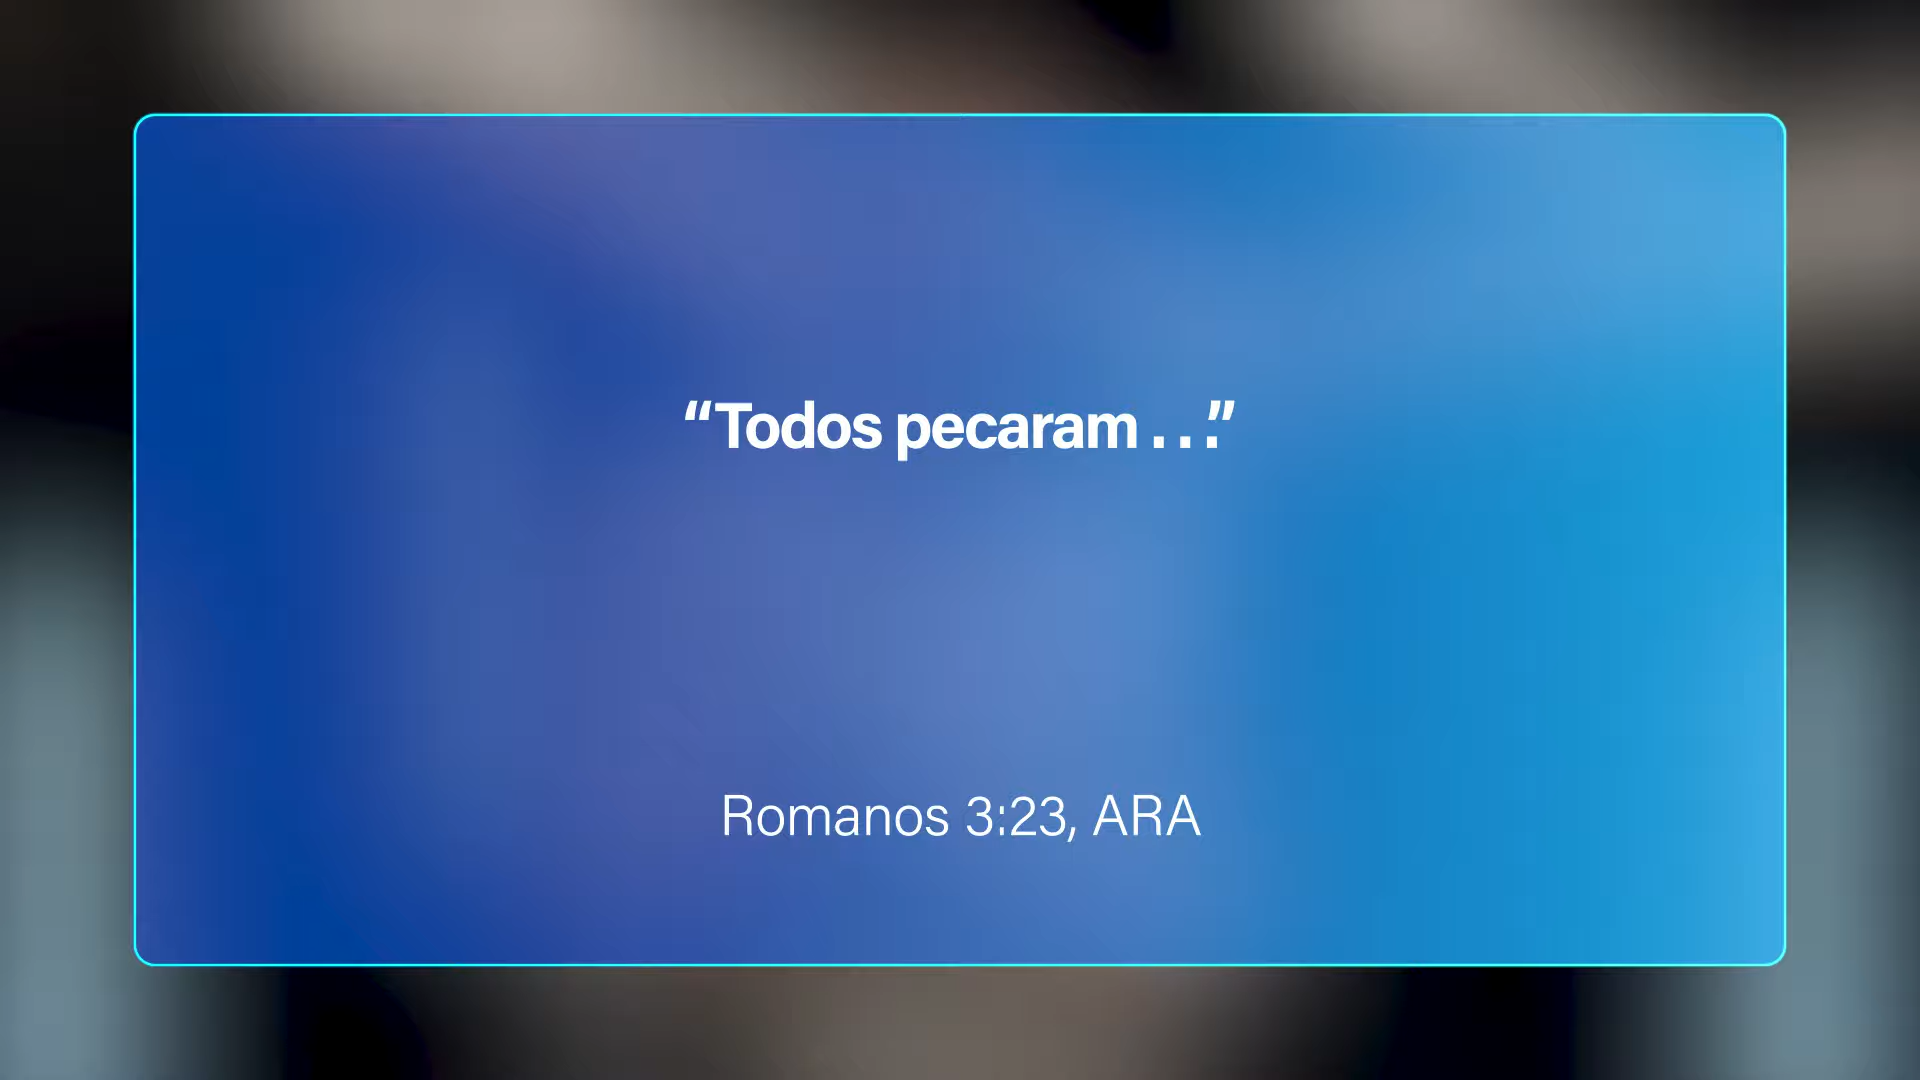 “Todos pecaram . . .”
Romanos 3:23, ARA